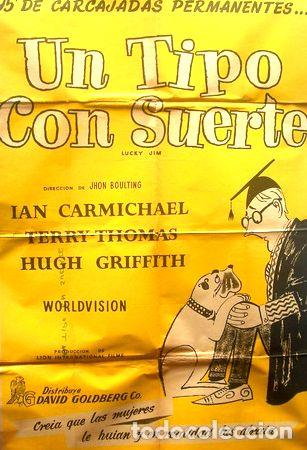 95' DE CARCAJADAS PERMANENTES...
Un Tipo
Con Suerte
LUCKY JIM
DIRECCION DE JHON BOULTING
IAN CARMICHAEL
TERRY THOMAS
HUGH GRIFFITH
WORLDVISION
PRODUCCION DE
LION INTERNATIONAL FILMS
Distribuye
DAVID GOLDBERG Co.
Creia que las mujeres
le huian
todocoleccion